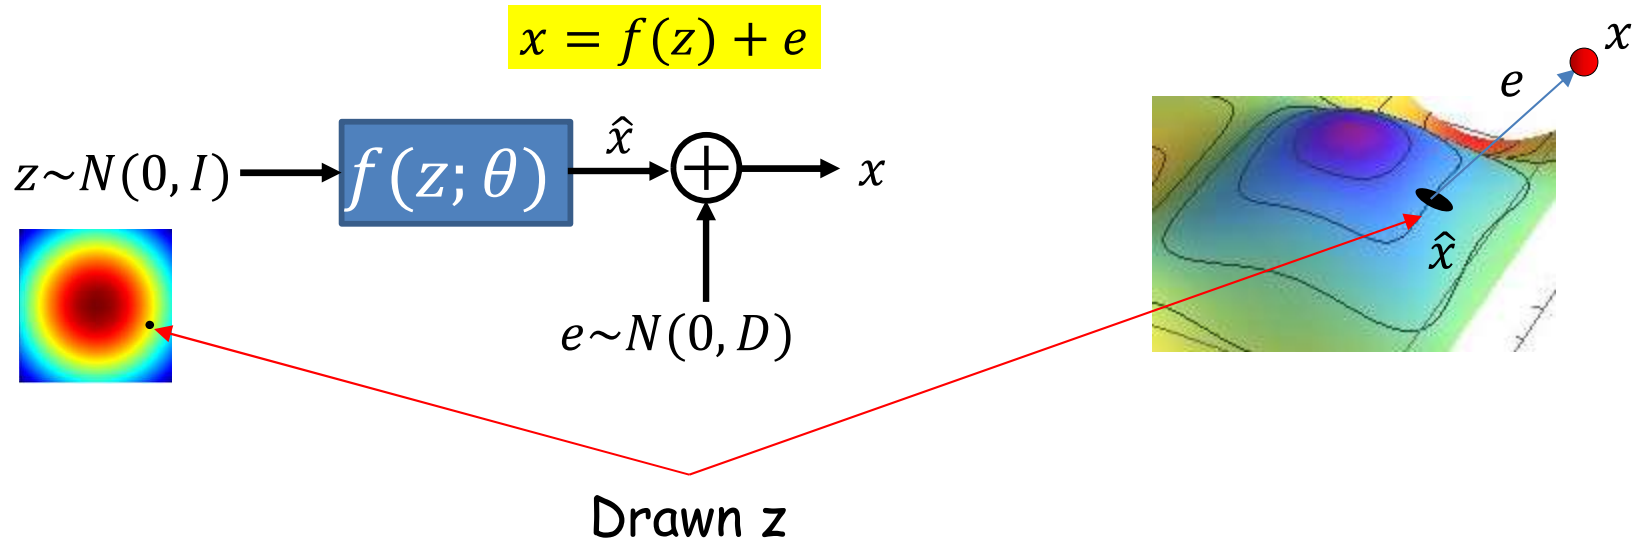 x = f(z) + e
x
e
z~N(0, I)
f(z; θ)
x̂
+
x
x̂
e~N(0, D)
Drawn z